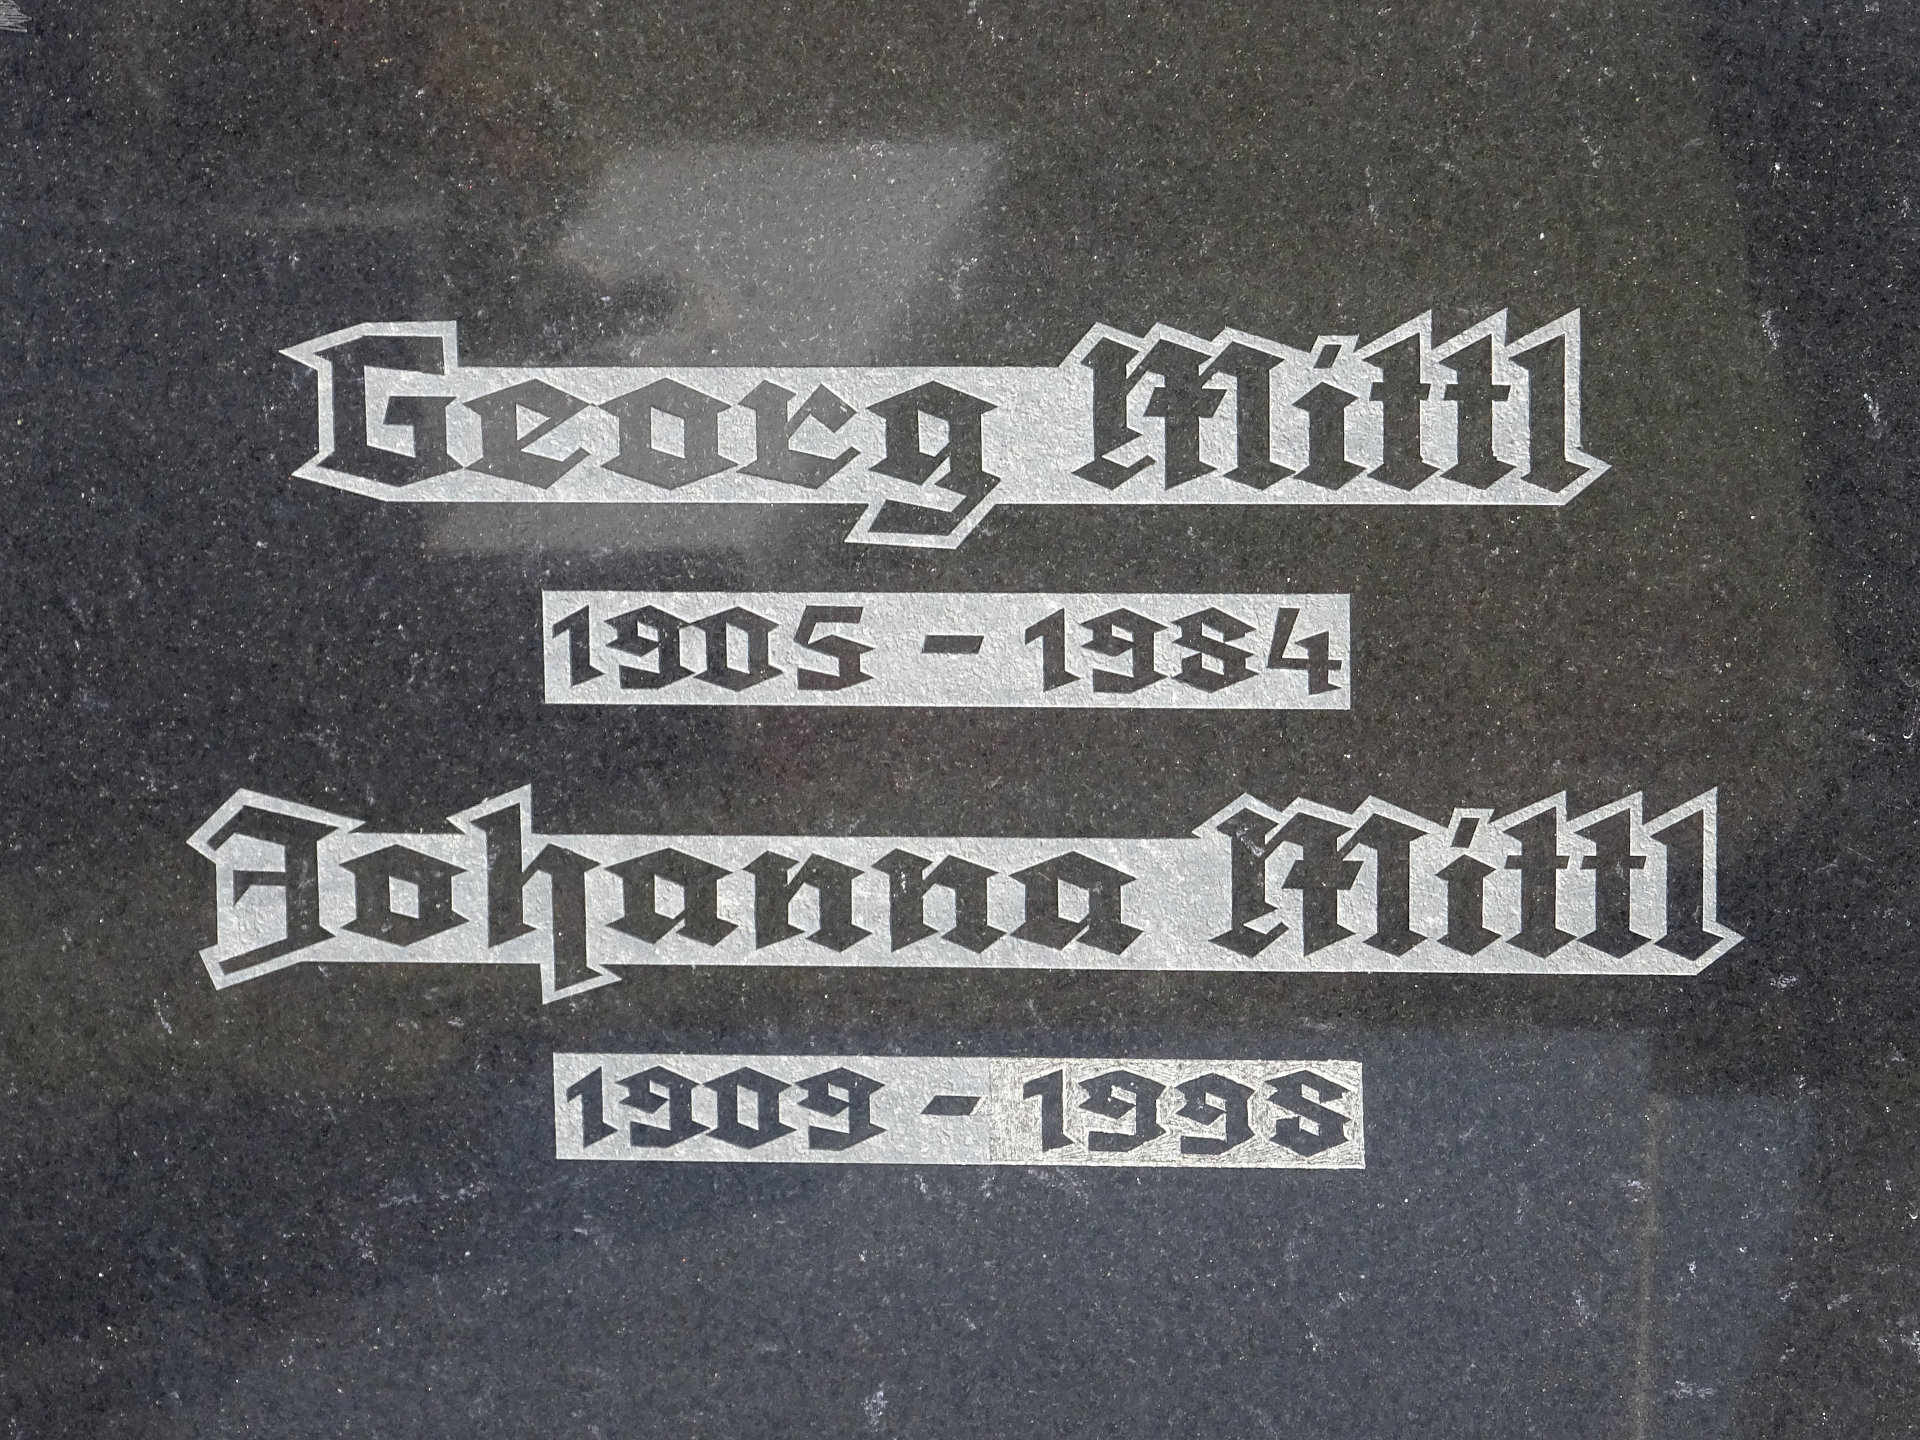 Georg Mittl
1905 - 1984
Johanna Mittl
1909 - 1998